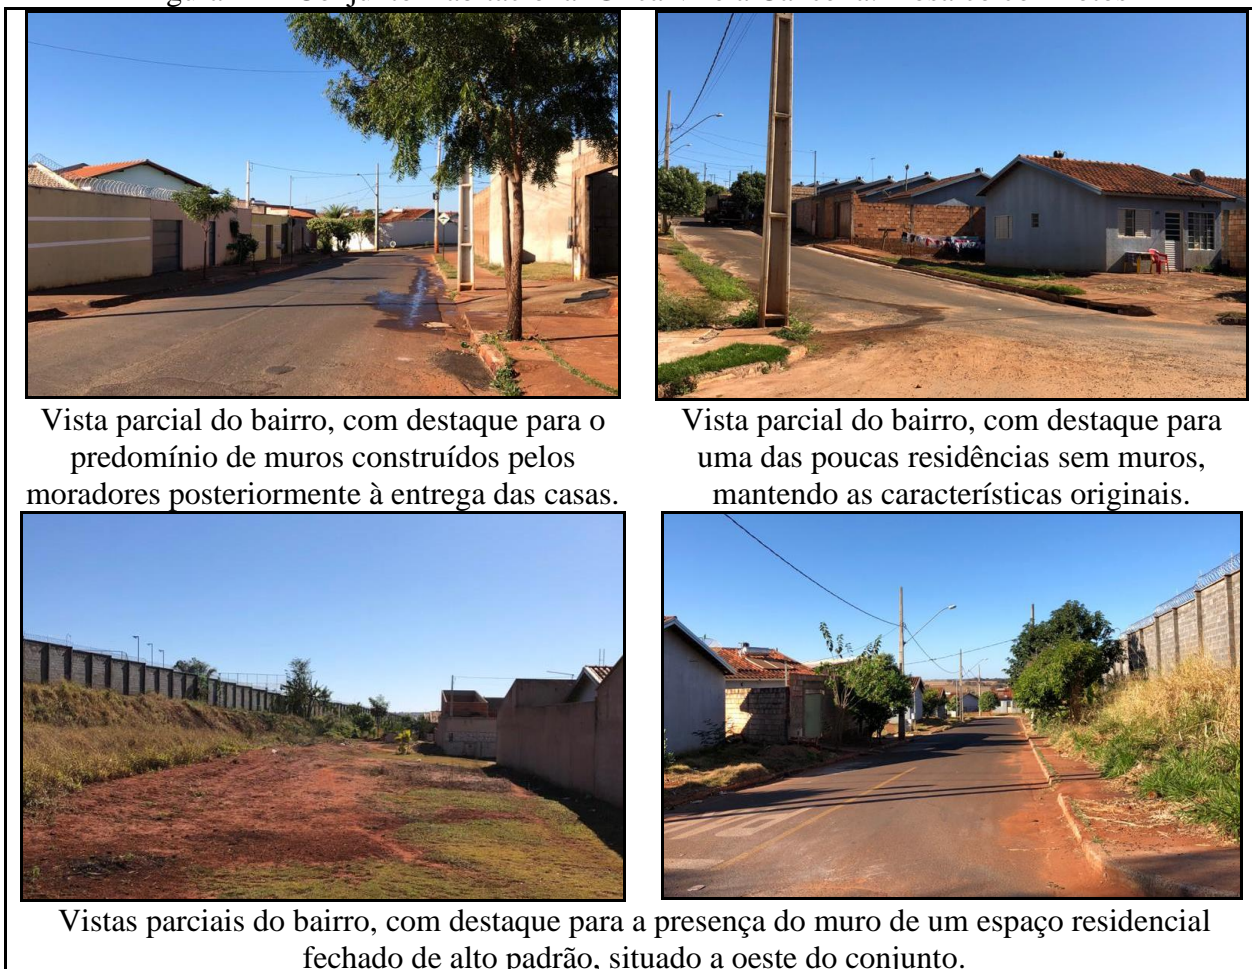 Vista parcial do bairro, com destaque para o
predomínio de muros construídos pelos
moradores posteriormente à entrega das casas.
Vista parcial do bairro, com destaque para
uma das poucas residências sem muros,
mantendo as características originais.
Vistas parciais do bairro, com destaque para a presença do muro de um espaço residencial
fechado de alto padrão, situado a oeste do conjunto.